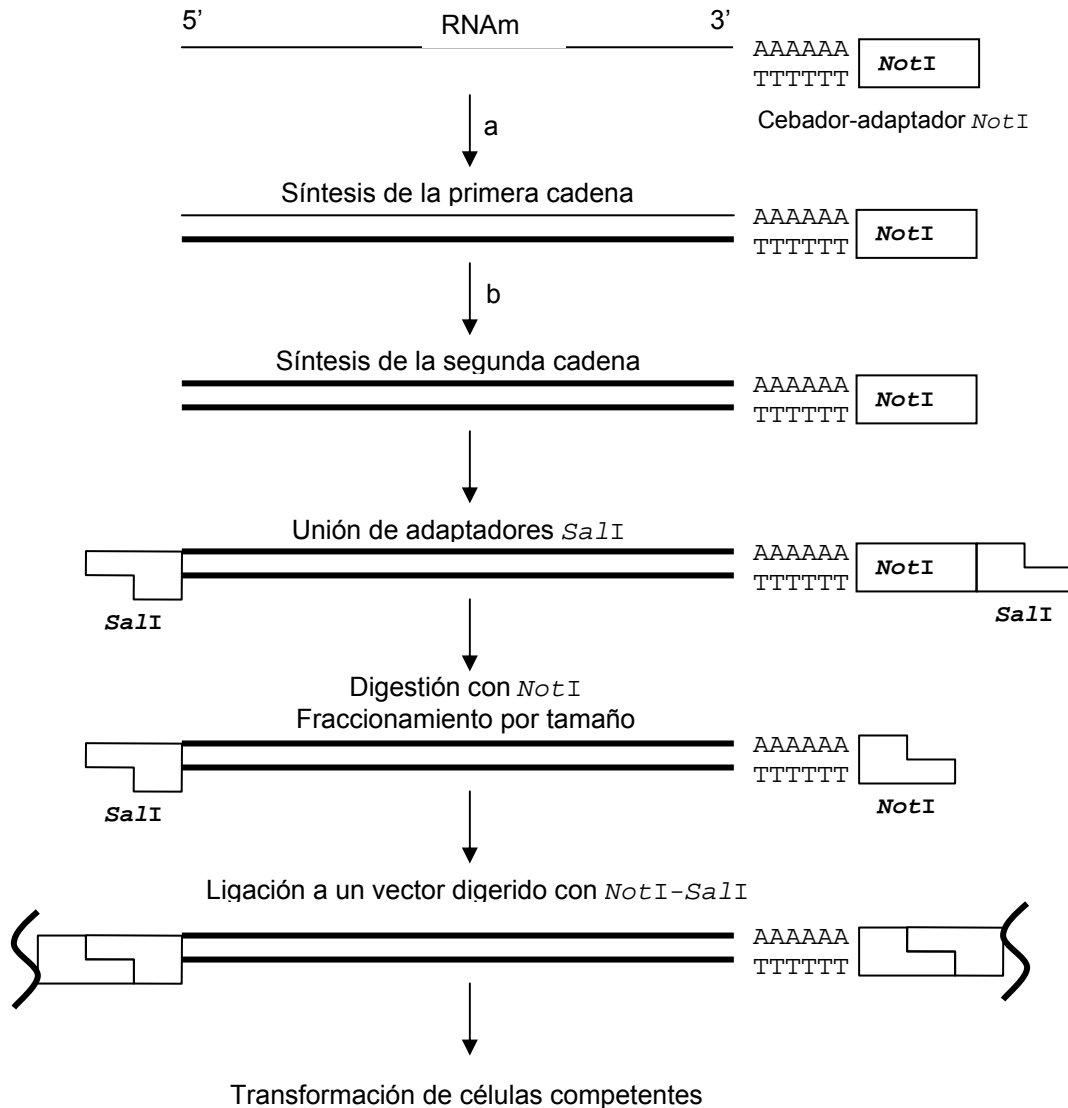 5’ RNAm 3’
AAAAAA NotI
TTTTTT
Cebador-adaptador NotI
a
Síntesis de la primera cadena
AAAAAA NotI
TTTTTT
b
Síntesis de la segunda cadena
AAAAAA NotI
TTTTTT
Unión de adaptadores SalI
AAAAAA NotI
TTTTTT
SalI SalI
Digestión con NotI
Fraccionamiento por tamaño
AAAAAA
TTTTTT
SalI NotI
Ligación a un vector digerido con NotI-SalI
AAAAAA
TTTTTT
Transformación de células competentes